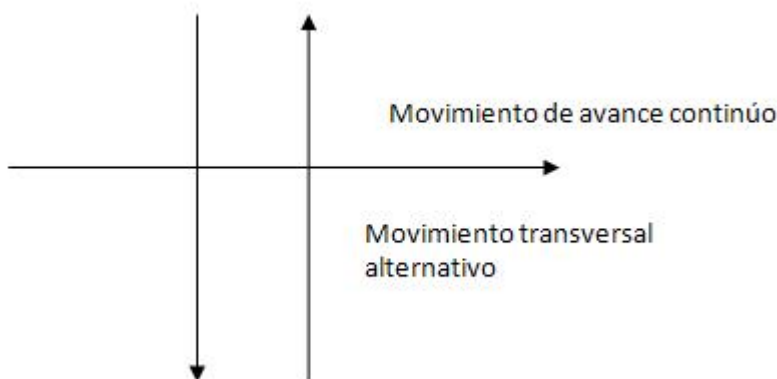 Movimiento de avance continúo
Movimiento transversal
alternativo